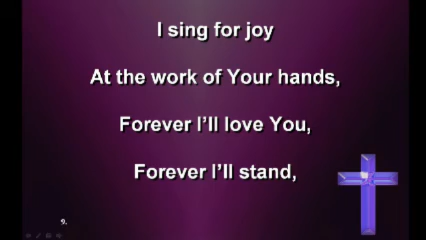 I sing for joy
At the work of Your hands,
Forever I'll love You,
Forever I'll stand,
9.